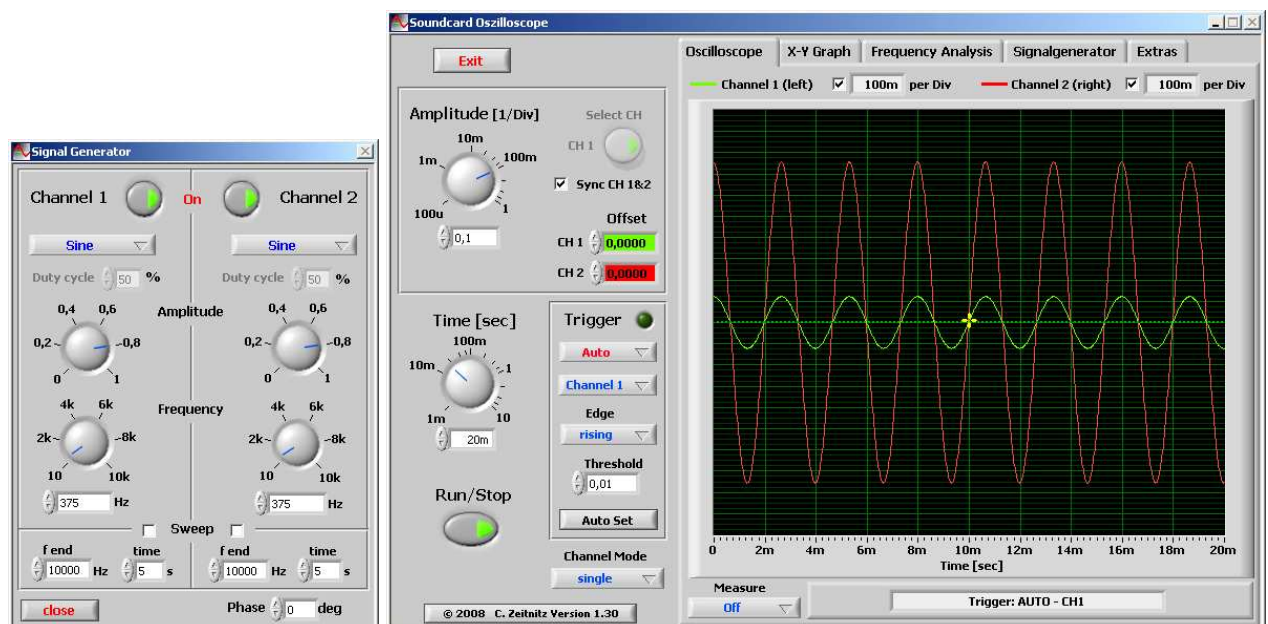 Signal Generator
Channel 1 On Channel 2
Sine Sine
Duty cycle 50 % Duty cycle 50 %
0,4 0,6 Amplitude 0,4 0,6
0,2 0,8 0,2 0,8
0 1 0 1
4k 6k Frequency 4k 6k
2k 8k 2k 8k
10 10k 10 10k
375 Hz 375 Hz
Sweep
f end time f end time
10000 Hz 5 s 10000 Hz 5 s
close Phase 0 deg
Soundcard Oszilloscope
Exit
Amplitude [1/Div]
10m
1m 100m
100u 1
0,1
Select CH
CH 1
Sync CH 1&2
Offset
CH 1 0,0000
CH 2 0,0000
Time [sec]
100m
10m 1
1m 10
20m
Run/Stop
Trigger
Auto
Channel 1
Edge
rising
Threshold
0,01
Auto Set
Channel Mode
single
© 2008 C. Zeitnitz Version 1.30
Oscilloscope X-Y Graph Frequency Analysis Signalgenerator Extras
Channel 1 (left) 100m per Div Channel 2 (right) 100m per Div
0 2m 4m 6m 8m 10m 12m 14m 16m 18m 20m
Time [sec]
Measure
Off
Trigger: AUTO - CH1